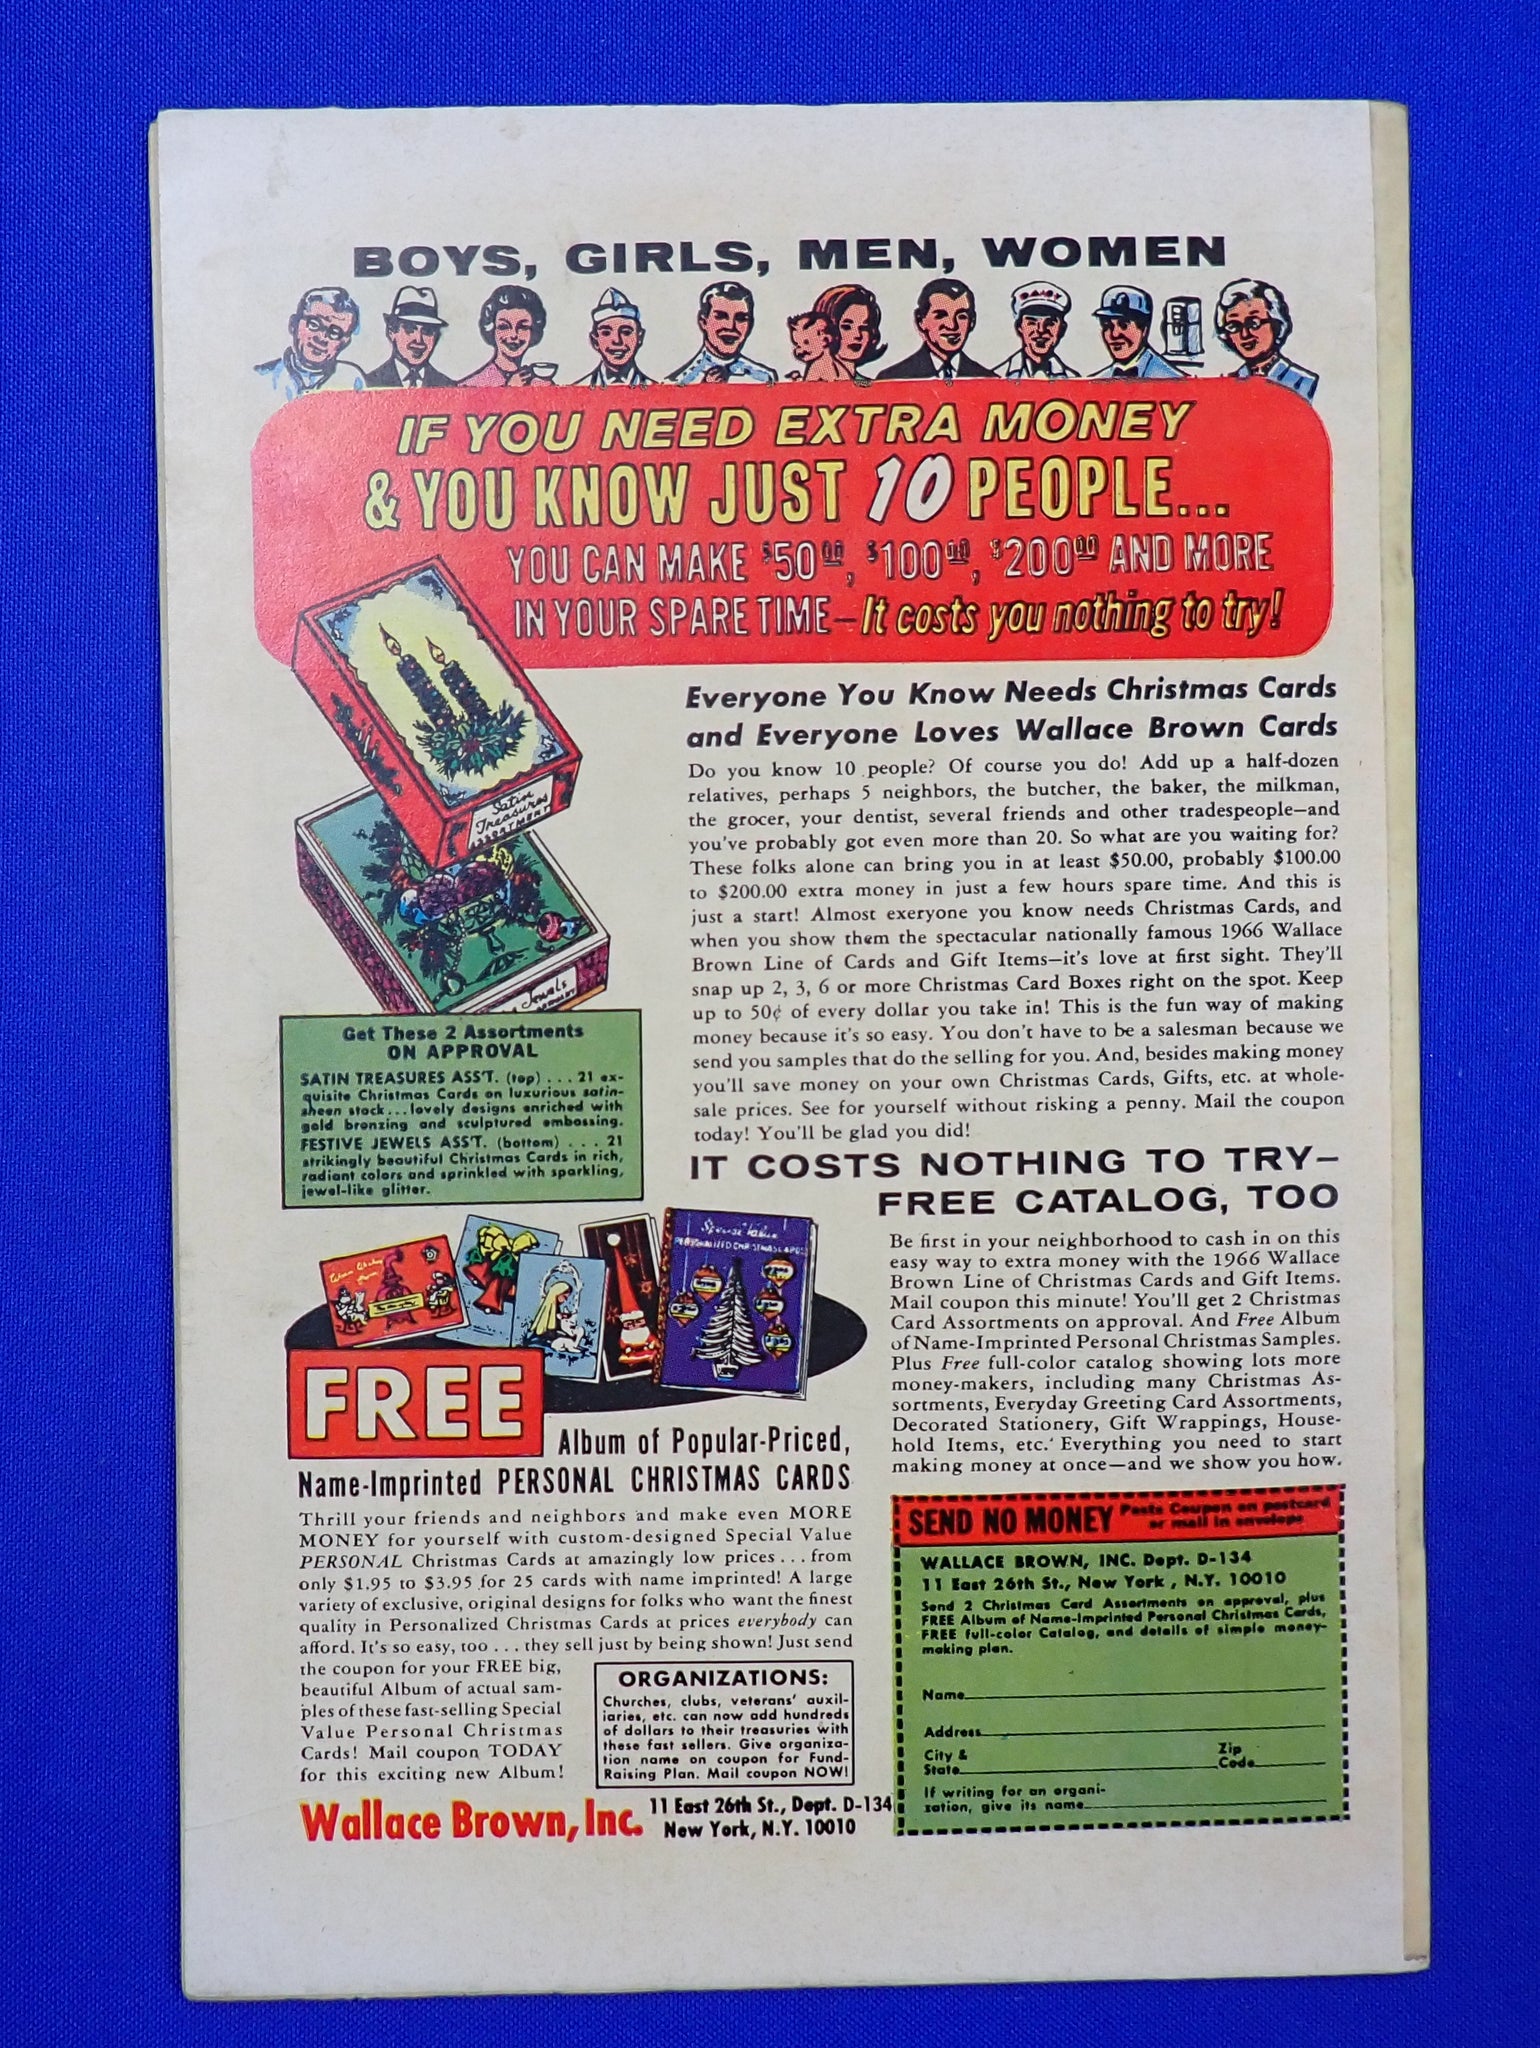 BOYS, GIRLS, MEN, WOMEN
DAISY
IF YOU NEED EXTRA MONEY
& YOU KNOW JUST 10 PEOPLE...
YOU CAN MAKE $50.00, $100.00, $200.00 AND MORE
IN YOUR SPARE TIME—It costs you nothing to try!
Satin
Treasures
ASSORTMENT
Jewels
Get These 2 Assortments
ON APPROVAL
SATIN TREASURES ASS'T. (top) . . . 21 ex-
quisite Christmas Cards on luxurious satin-
sheen stock . . . lovely designs enriched with
gold bronzing and sculptured embossing.
FESTIVE JEWELS ASS'T. (bottom) . . . 21
strikingly beautiful Christmas Cards in rich,
radiant colors and sprinkled with sparkling,
jewel-like glitter.
Everyone You Know Needs Christmas Cards
and Everyone Loves Wallace Brown Cards
Do you know 10 people? Of course you do! Add up a half-dozen
relatives, perhaps 5 neighbors, the butcher, the baker, the milkman,
the grocer, your dentist, several friends and other tradespeople—and
you've probably got even more than 20. So what are you waiting for?
These folks alone can bring you in at least $50.00, probably $100.00
to $200.00 extra money in just a few hours spare time. And this is
just a start! Almost exeryone you know needs Christmas Cards, and
when you show them the spectacular nationally famous 1966 Wallace
Brown Line of Cards and Gift Items—it's love at first sight. They'll
snap up 2, 3, 6 or more Christmas Card Boxes right on the spot. Keep
up to 50¢ of every dollar you take in! This is the fun way of making
money because it's so easy. You don't have to be a salesman because we
send you samples that do the selling for you. And, besides making money
you'll save money on your own Christmas Cards, Gifts, etc. at whole-
sale prices. See for yourself without risking a penny. Mail the coupon
today! You'll be glad you did!
IT COSTS NOTHING TO TRY—
FREE CATALOG, TOO
Be first in your neighborhood to cash in on this
easy way to extra money with the 1966 Wallace
Brown Line of Christmas Cards and Gift Items.
Mail coupon this minute! You'll get 2 Christmas
Card Assortments on approval. And Free Album
of Name-Imprinted Personal Christmas Samples.
Plus Free full-color catalog showing lots more
money-makers, including many Christmas As-
sortments, Everyday Greeting Card Assortments,
Decorated Stationery, Gift Wrappings, House-
hold Items, etc. Everything you need to start
making money at once—and we show you how.
PERSONALIZED CHRISTMAS CARDS
FREE
Album of Popular-Priced,
Name-Imprinted PERSONAL CHRISTMAS CARDS
Thrill your friends and neighbors and make even MORE
MONEY for yourself with custom-designed Special Value
PERSONAL Christmas Cards at amazingly low prices . . . from
only $1.95 to $3.95 for 25 cards with name imprinted! A large
variety of exclusive, original designs for folks who want the finest
quality in Personalized Christmas Cards at prices everybody can
afford. It's so easy, too . . . they sell just by being shown! Just send
the coupon for your FREE big,
beautiful Album of actual sam-
ples of these fast-selling Special
Value Personal Christmas
Cards! Mail coupon TODAY
for this exciting new Album!
ORGANIZATIONS:
Churches, clubs, veterans' auxil-
iaries, etc. can now add hundreds
of dollars to their treasuries with
these fast sellers. Give organiza-
tion name on coupon for Fund-
Raising Plan. Mail coupon NOW!
Wallace Brown, Inc. 11 East 26th St., Dept. D-134
New York, N.Y. 10010
SEND NO MONEY Paste Coupon on postcard
or mail in envelope
WALLACE BROWN, INC. Dept. D-134
11 East 26th St., New York , N.Y. 10010
Send 2 Christmas Card Assortments on approval, plus
FREE Album of Name-Imprinted Personal Christmas Cards,
FREE full-color Catalog, and details of simple money-
making plan.
Name
Address
City &
State
Zip
Code
If writing for an organi-
zation, give its name